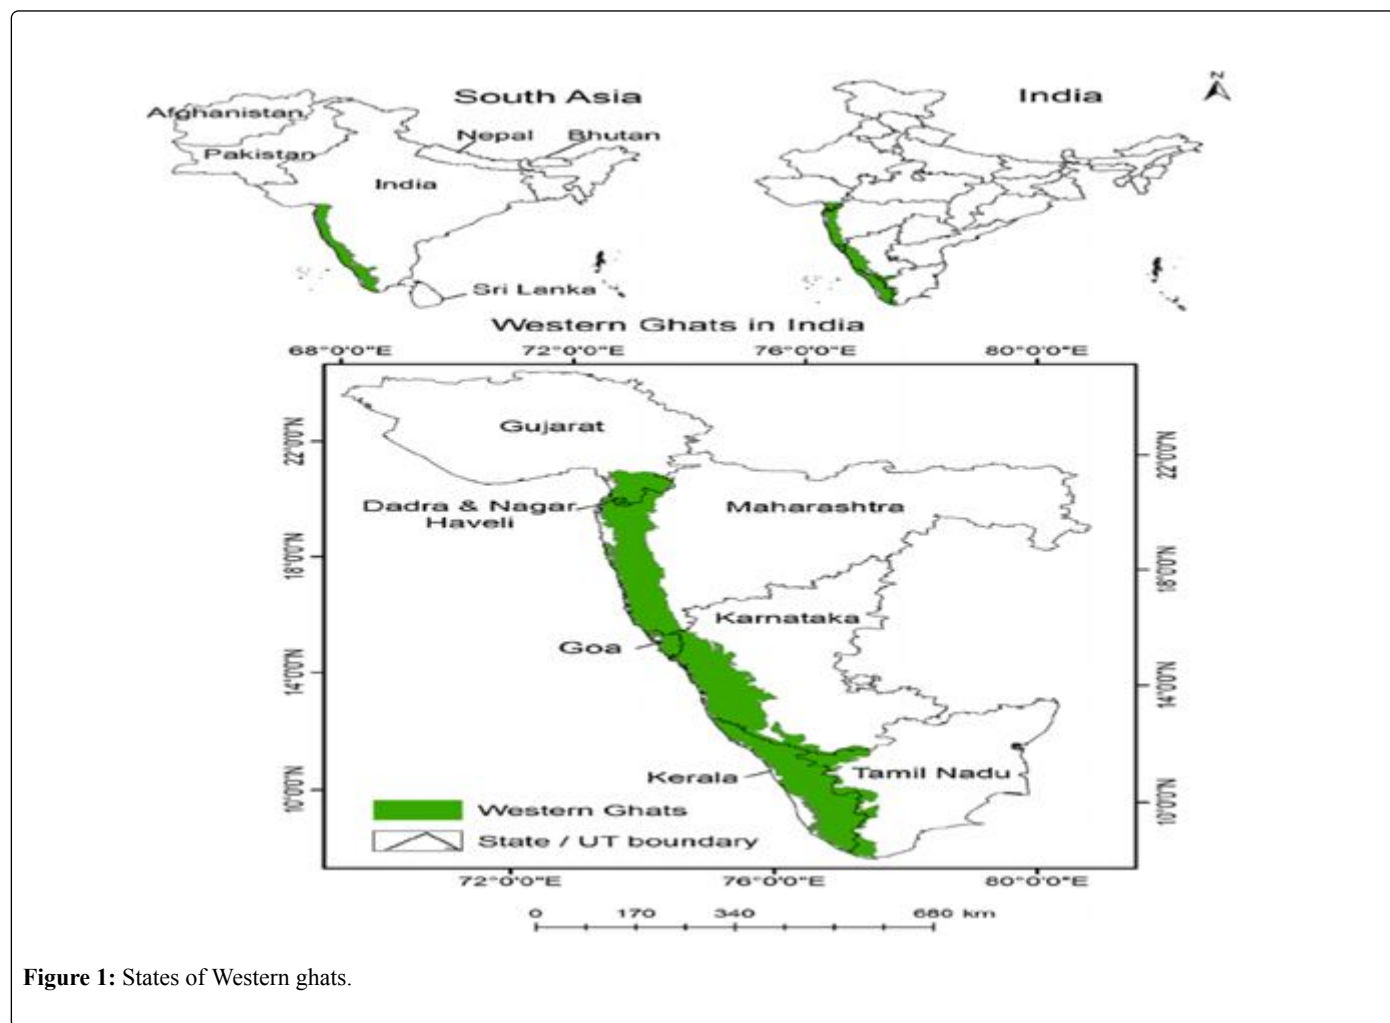 South Asia
India
N
Afghanistan
Nepal
Bhutan
Pakistan
India
Sri Lanka
Western Ghats in India
68°0'0"E
72°0'0"E
76°0'0"E
80°0'0"E
Gujarat
22°0'0"N
22°0'0"N
Dadra & Nagar
Haveli
Maharashtra
18°0'0"N
18°0'0"N
Karnataka
Goa
14°0'0"N
14°0'0"N
Kerala
Tamil Nadu
10°0'0"N
10°0'0"N
Western Ghats
State / UT boundary
72°0'0"E
76°0'0"E
80°0'0"E
0 170 340 680 km
Figure 1: States of Western ghats.